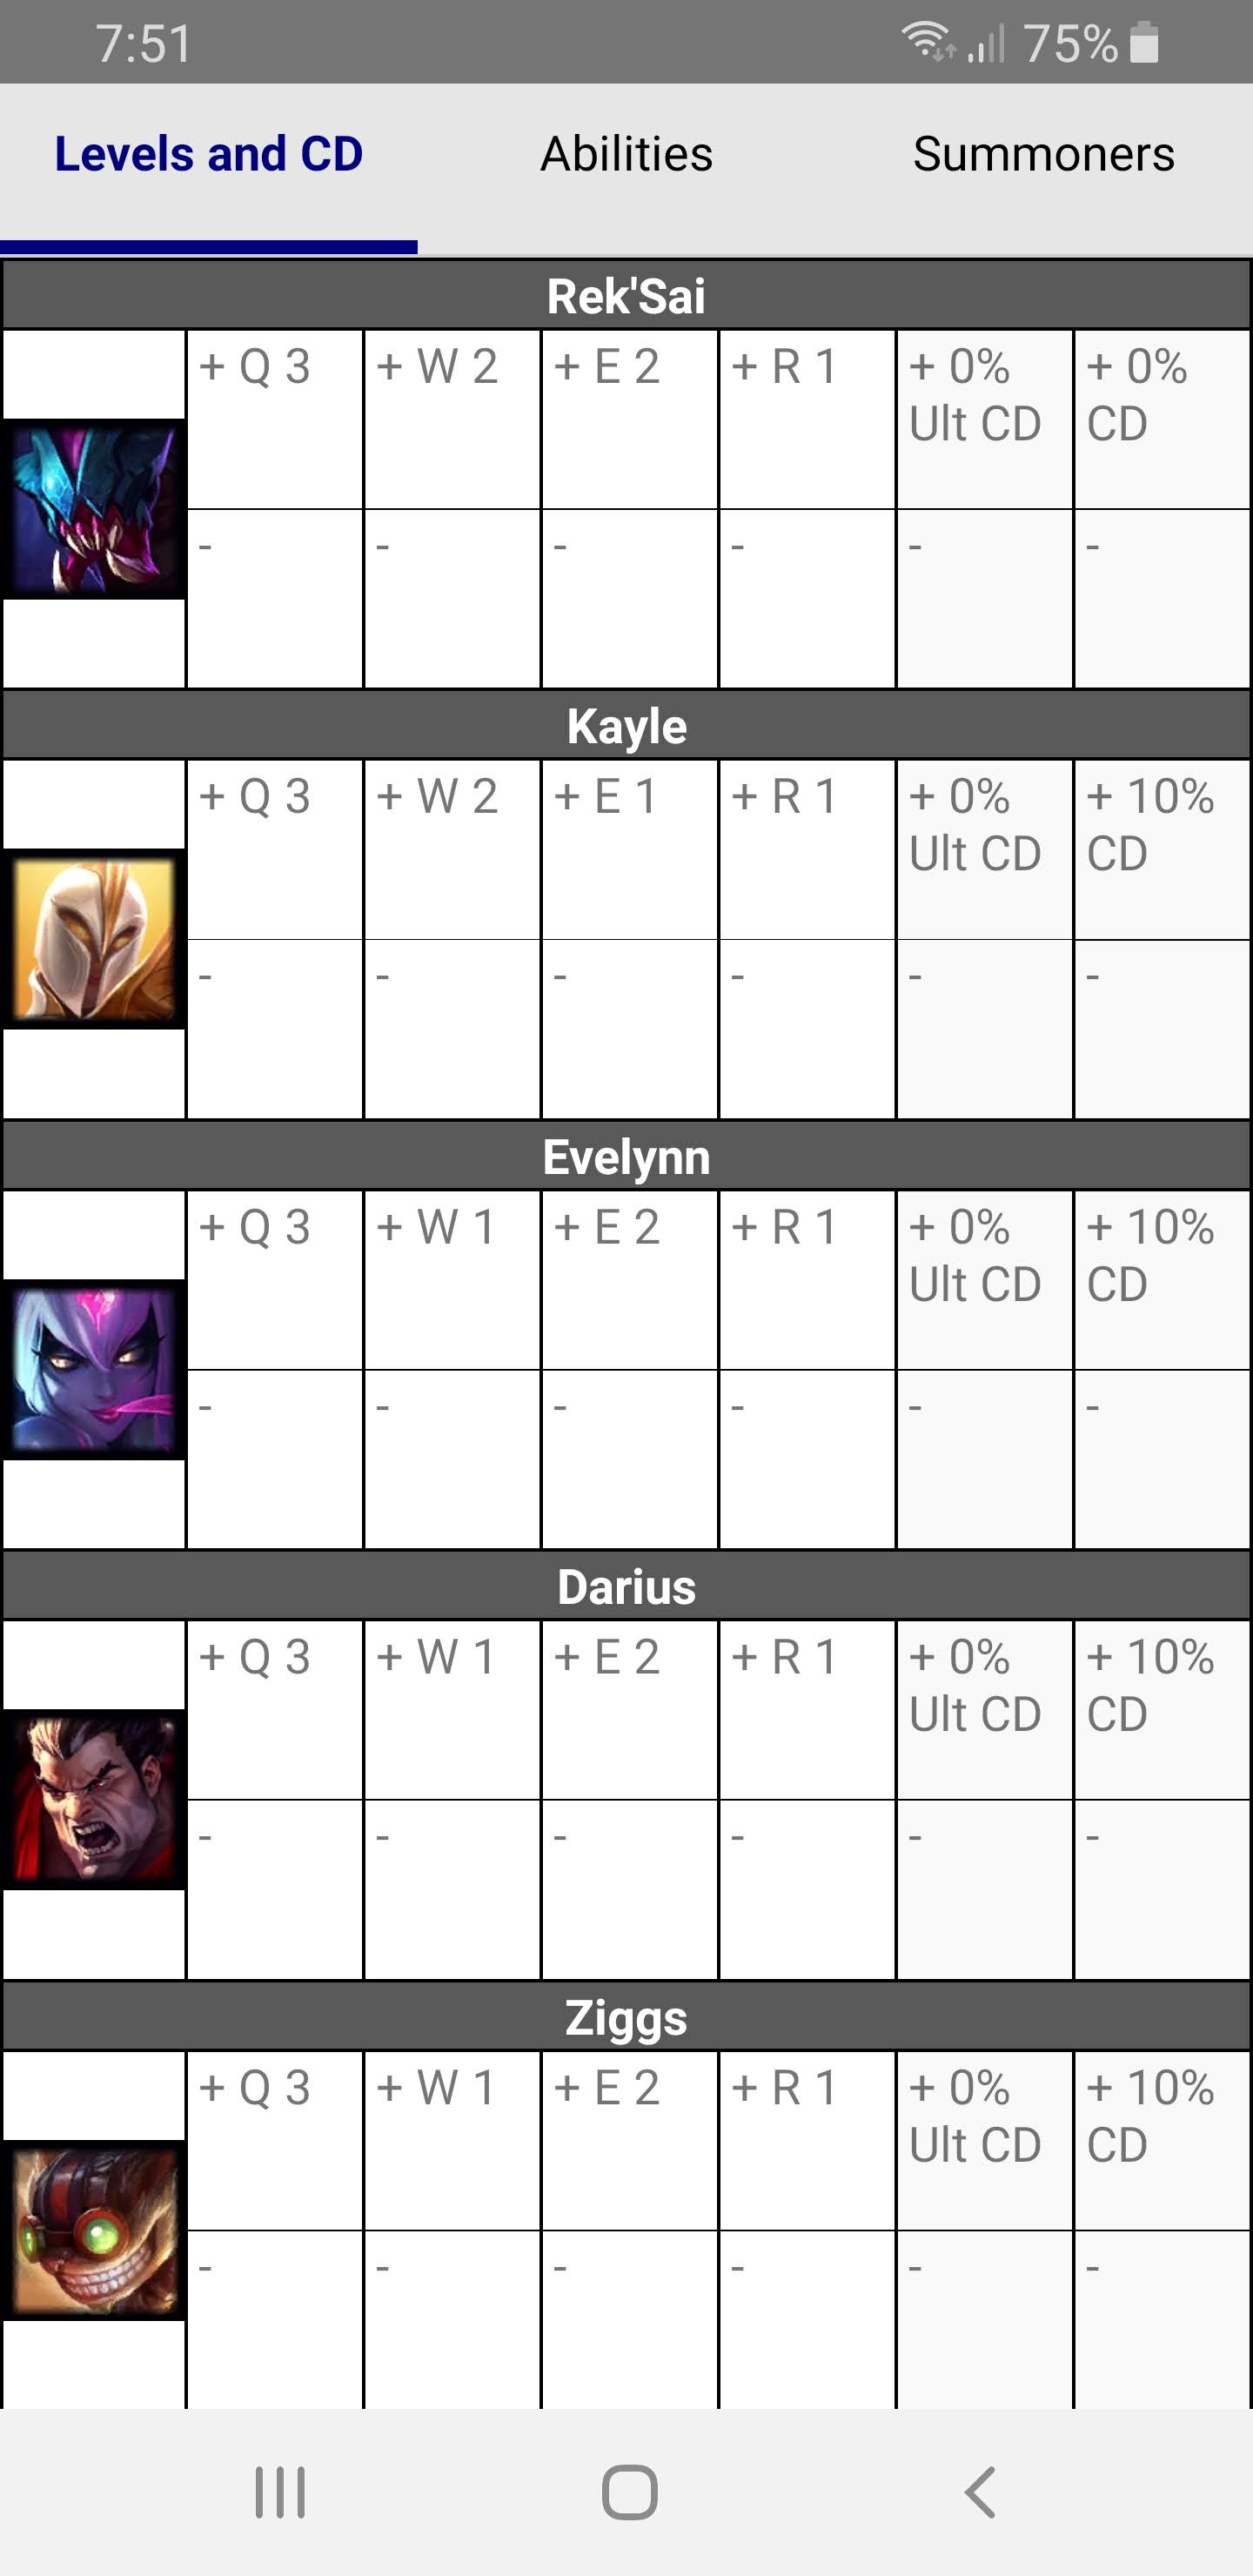 7:51 75%
Levels and CD Abilities Summoners
Rek'Sai
+ Q 3 + W 2 + E 2 + R 1 + 0% + 0%
Ult CD CD
- - - - - -
Kayle
+ Q 3 + W 2 + E 1 + R 1 + 0% + 10%
Ult CD CD
- - - - - -
Evelynn
+ Q 3 + W 1 + E 2 + R 1 + 0% + 10%
Ult CD CD
- - - - - -
Darius
+ Q 3 + W 1 + E 2 + R 1 + 0% + 10%
Ult CD CD
- - - - - -
Ziggs
+ Q 3 + W 1 + E 2 + R 1 + 0% + 10%
Ult CD CD
- - - - - -